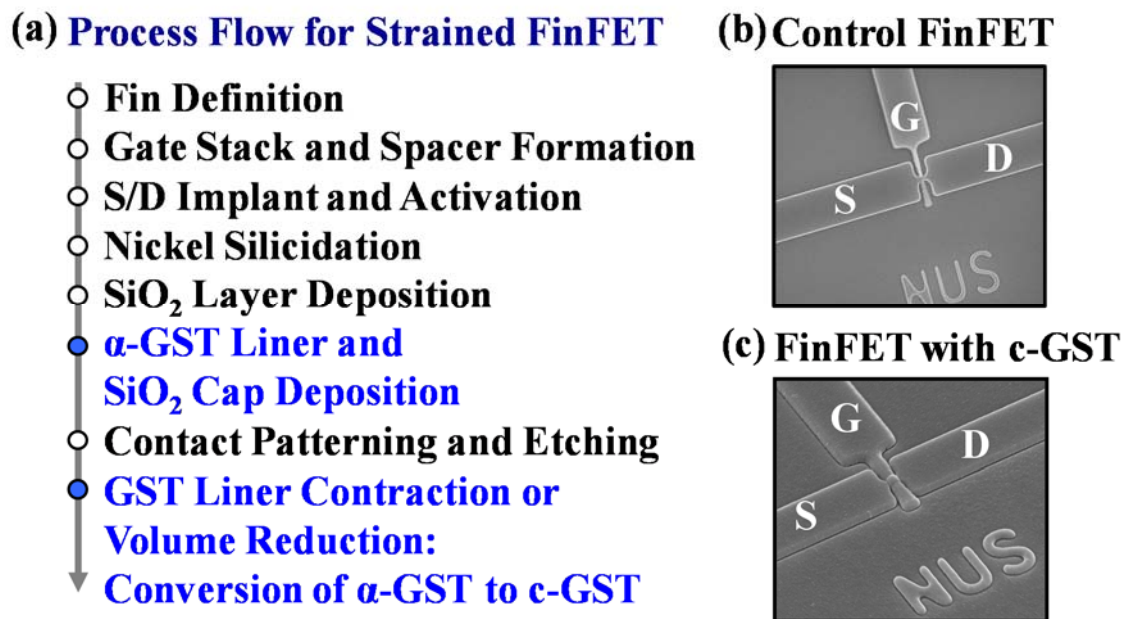 (a) Process Flow for Strained FinFET
Fin Definition
Gate Stack and Spacer Formation
S/D Implant and Activation
Nickel Silicidation
SiO₂ Layer Deposition
α-GST Liner and
SiO₂ Cap Deposition
Contact Patterning and Etching
GST Liner Contraction or
Volume Reduction:
Conversion of α-GST to c-GST
(b) Control FinFET
G
D
S
NUS
(c) FinFET with c-GST
G
D
S
NUS